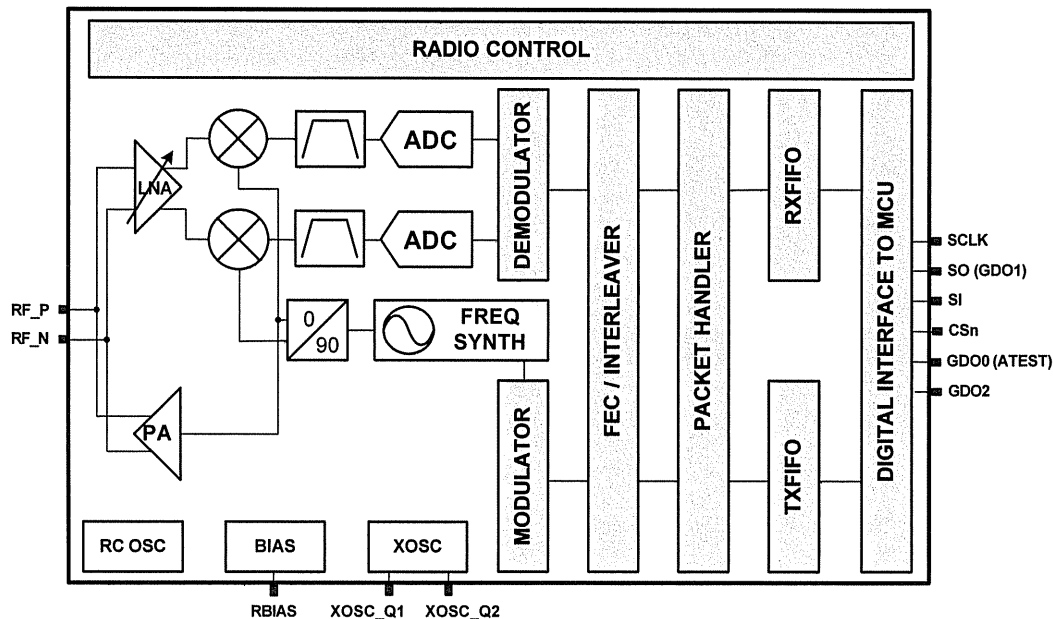 RADIO CONTROL
LNA
ADC
ADC
DEMODULATOR
FEC / INTERLEAVER
PACKET HANDLER
RXFIFO
DIGITAL INTERFACE TO MCU
SCLK
SO (GDO1)
SI
CSn
GDO0 (ATEST)
GDO2
RF_P
RF_N
0
90
FREQ
SYNTH
PA
MODULATOR
TXFIFO
RC OSC
BIAS
XOSC
RBIAS
XOSC_Q1
XOSC_Q2